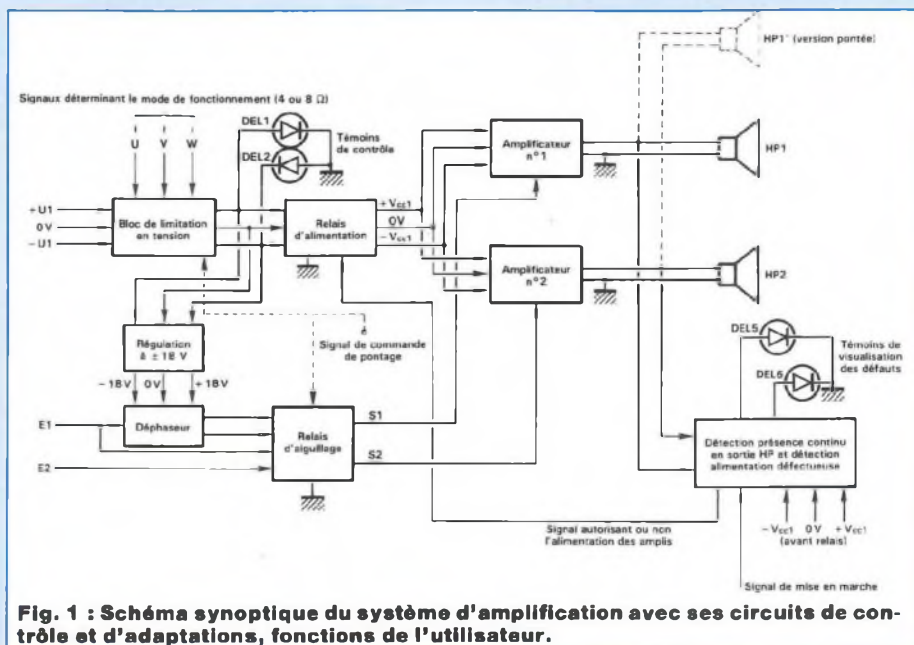 HP1' (version pontée)
Signaux déterminant le mode de fonctionnement (4 ou 8 Ω)
U V W
DEL1
DEL2
Témoins
de contrôle
+U1
0V
-U1
Bloc de limitation
en tension
Relais
d'alimentation
+Vcc1
0V
-Vcc1
Amplificateur
n°1
HP1
Amplificateur
n°2
HP2
Régulation
à ±18 V
Signal de commande
de pontage
-18V 0V +18V
E1
Déphaseur
E2
Relais
d'aiguillage
S1
S2
DEL5
DEL6
Témoins de
visualisation
des défauts
Détection présence continu
en sortie HP et détection
alimentation défectueuse
Signal autorisant ou non
l'alimentation des amplis
-Vcc1 0V +Vcc1
(avant relais)
Signal de mise en marche
Fig. 1 : Schéma synoptique du système d'amplification avec ses circuits de con-
trôle et d'adaptations, fonctions de l'utilisateur.